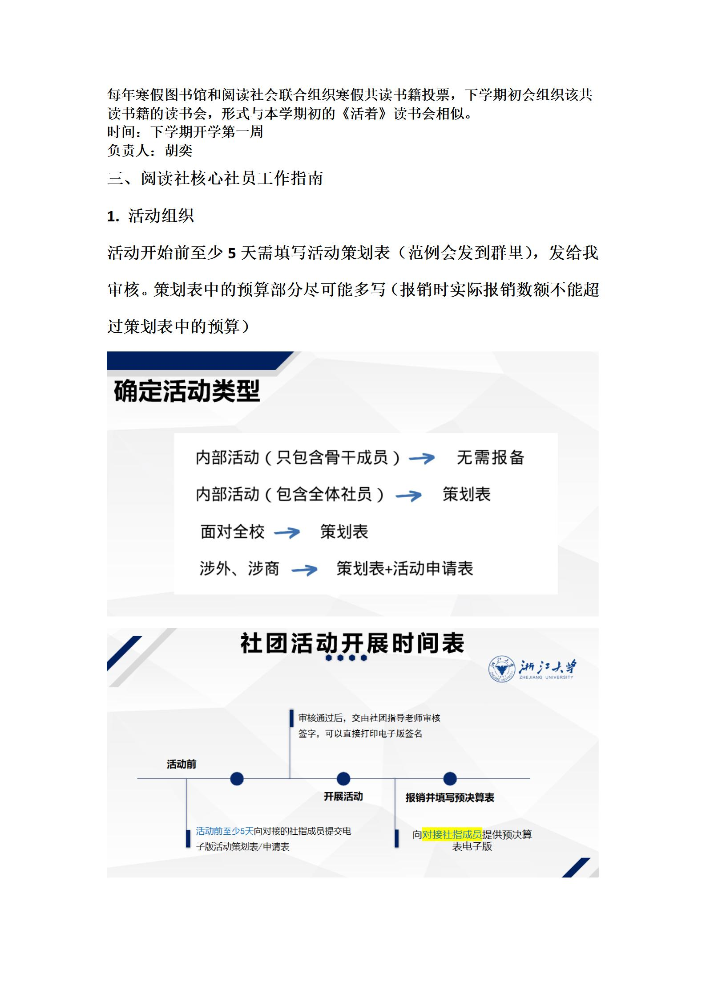 每年寒假图书馆和阅读社会联合组织寒假共读书籍投票，下学期初会组织该共
读书籍的读书会，形式与本学期初的《活着》读书会相似。
时间：下学期开学第一周
负责人：胡奕
三、阅读社核心社员工作指南
1. 活动组织
活动开始前至少 5 天需填写活动策划表（范例会发到群里），发给我
审核。策划表中的预算部分尽可能多写（报销时实际报销数额不能超
过策划表中的预算）
确定活动类型
内部活动（只包含骨干成员） → 无需报备
内部活动（包含全体社员） → 策划表
面对全校 → 策划表
涉外、涉商 → 策划表+活动申请表
社团活动开展时间表
浙江大学
ZHEJIANG UNIVERSITY
审核通过后，交由社团指导老师审核
签字，可以直接打印电子版签名
活动前
开展活动
报销并填写预决算表
活动前至少5天向对接的社指成员提交电
子版活动策划表/申请表
向对接社指成员提供预决算
表电子版